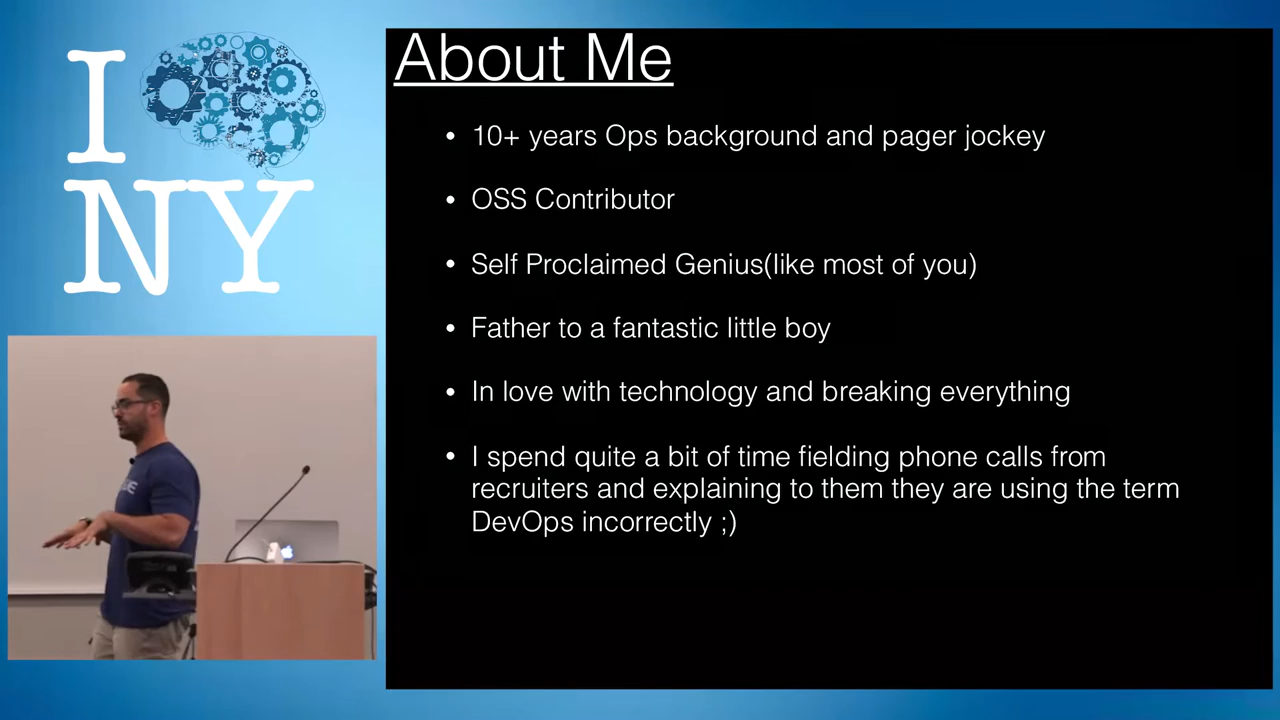 I
NY
About Me
• 10+ years Ops background and pager jockey
• OSS Contributor
• Self Proclaimed Genius(like most of you)
• Father to a fantastic little boy
• In love with technology and breaking everything
• I spend quite a bit of time fielding phone calls from
recruiters and explaining to them they are using the term
DevOps incorrectly ;)